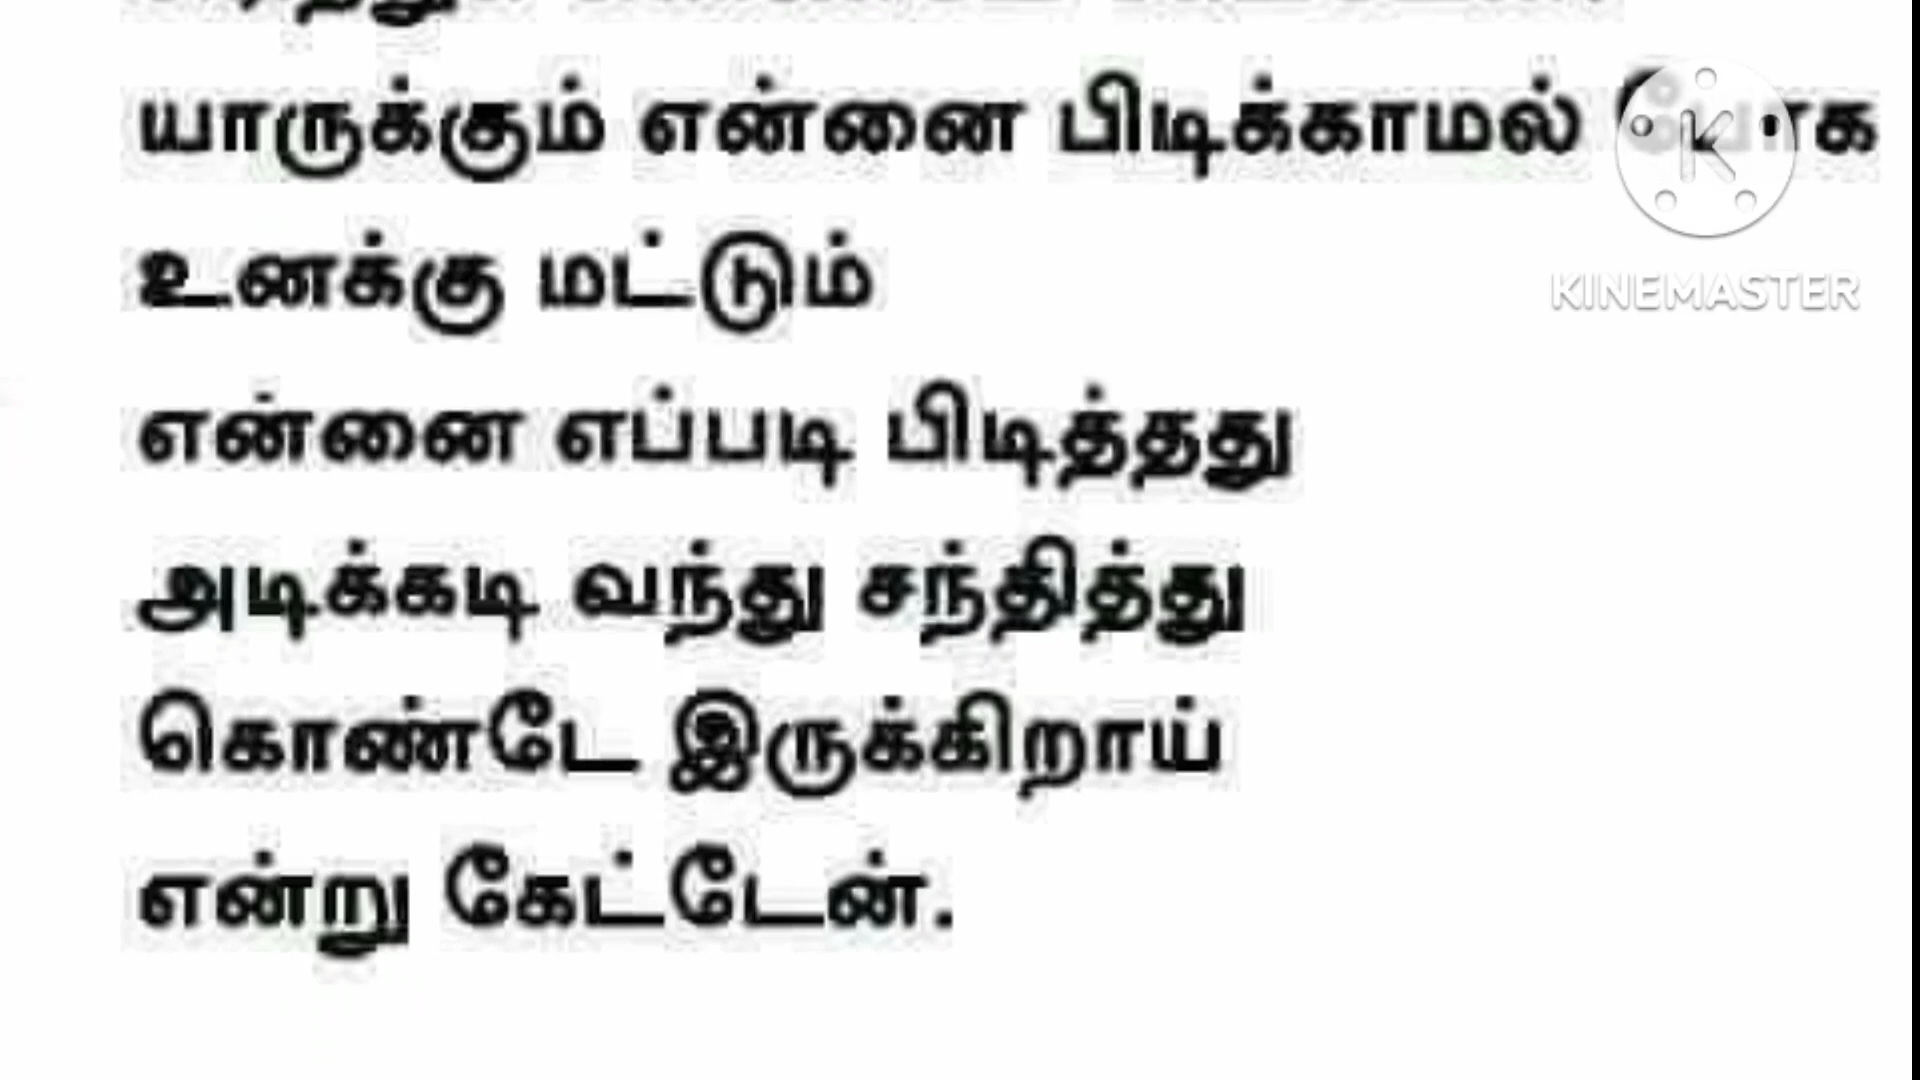 யாருக்கும் என்னை பிடிக்காமல் போக
உனக்கு மட்டும்
என்னை எப்படி பிடித்தது
அடிக்கடி வந்து சந்தித்து
கொண்டே இருக்கிறாய்
என்று கேட்டேன்.
KINEMASTER